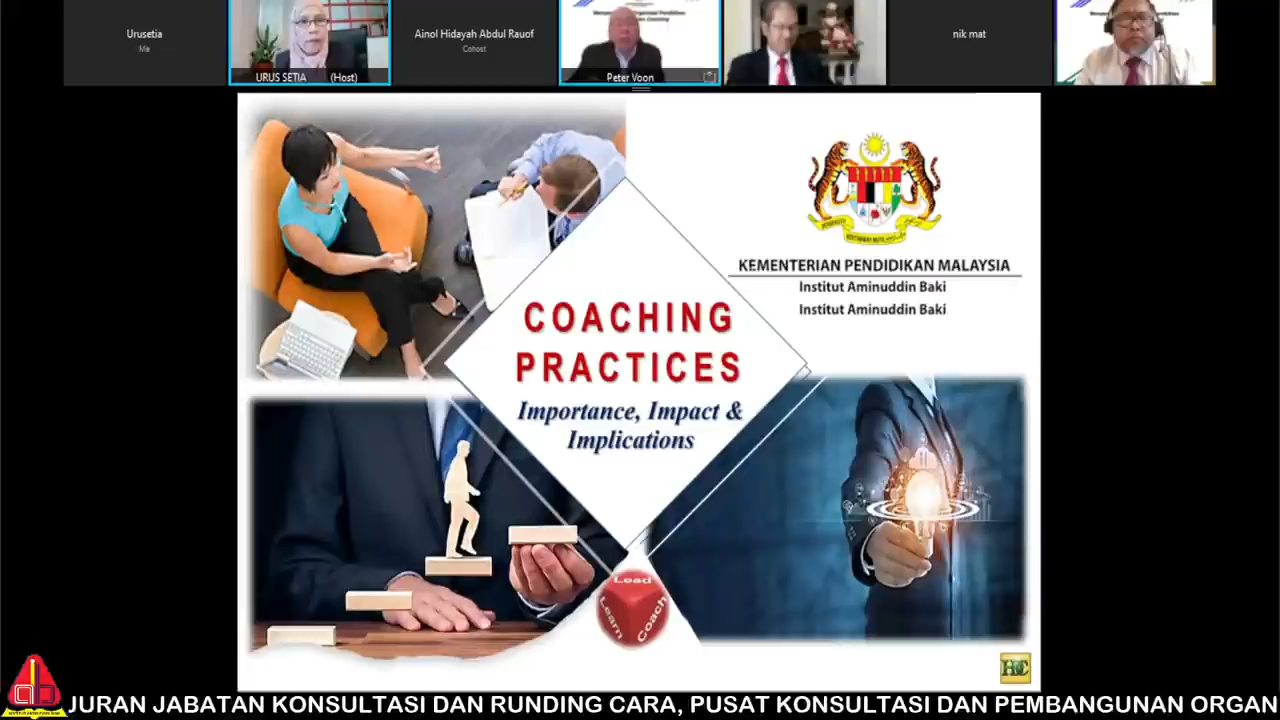 Urusetia
Me
URUS SETIA (Host)
Ainol Hidayah Abdul Rauof
Cohost
Peter Voon
nik mat
KEMENTERIAN PENDIDIKAN MALAYSIA
Institut Aminuddin Baki
Institut Aminuddin Baki
COACHING
PRACTICES
Importance, Impact &
Implications
Lead
Learn
Coach
JURAN JABATAN KONSULTASI DAN RUNDING CARA, PUSAT KONSULTASI DAN PEMBANGUNAN ORGAN